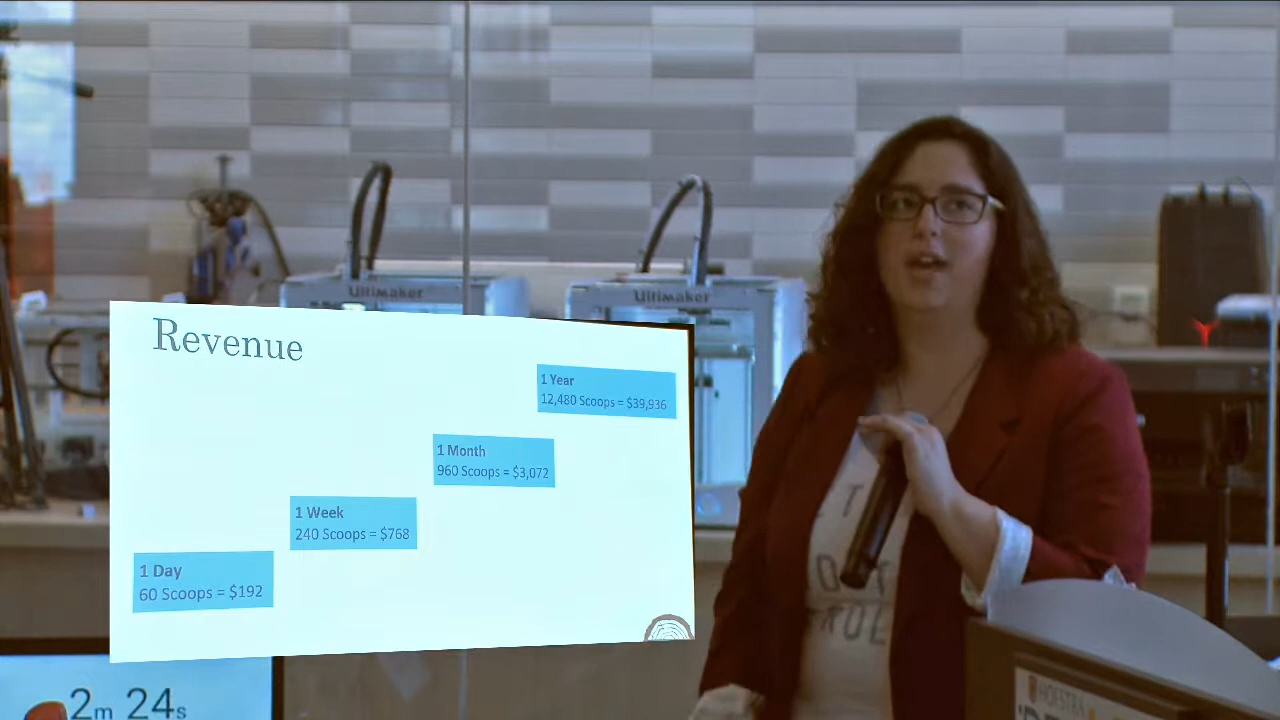 Ultimaker
Ultimaker
Revenue
1 Year
12,480 Scoops = $39,936
1 Month
960 Scoops = $3,072
1 Week
240 Scoops = $768
1 Day
60 Scoops = $192
2m 24s
HOFSTRA